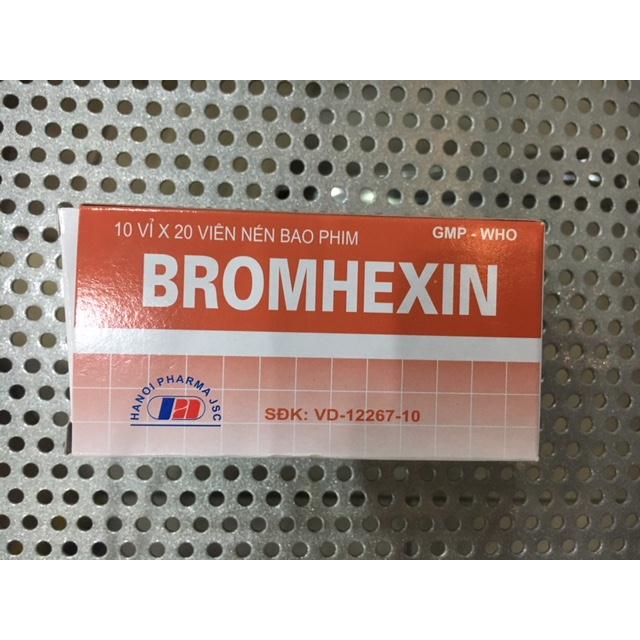 10 VỈ X 20 VIÊN NÉN BAO PHIM
GMP - WHO
BROMHEXIN
HANOI PHARMA JSC
SĐK: VD-12267-10